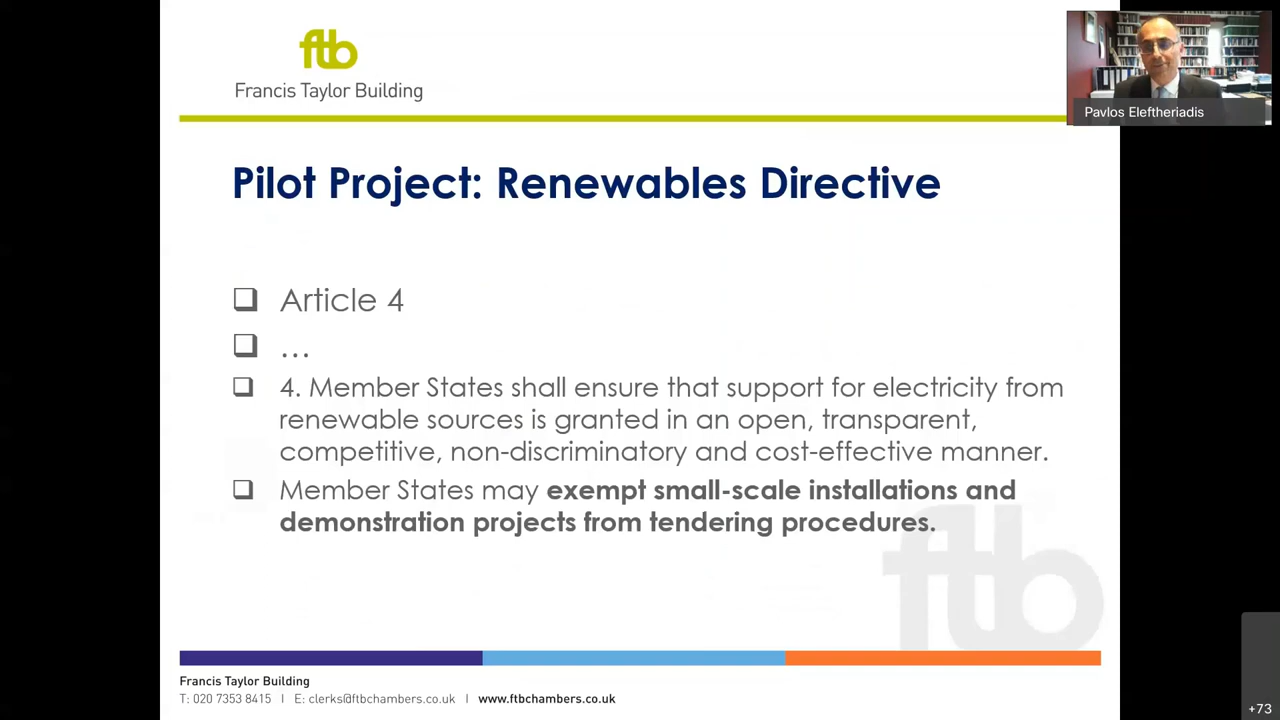 ftb
Francis Taylor Building
Pavlos Eleftheriadis
Pilot Project: Renewables Directive
Article 4
...
4. Member States shall ensure that support for electricity from
renewable sources is granted in an open, transparent,
competitive, non-discriminatory and cost-effective manner.
Member States may exempt small-scale installations and
demonstration projects from tendering procedures.
ftb
Francis Taylor Building
T: 020 7353 8415 I E: clerks@ftbchambers.co.uk I www.ftbchambers.co.uk
+73